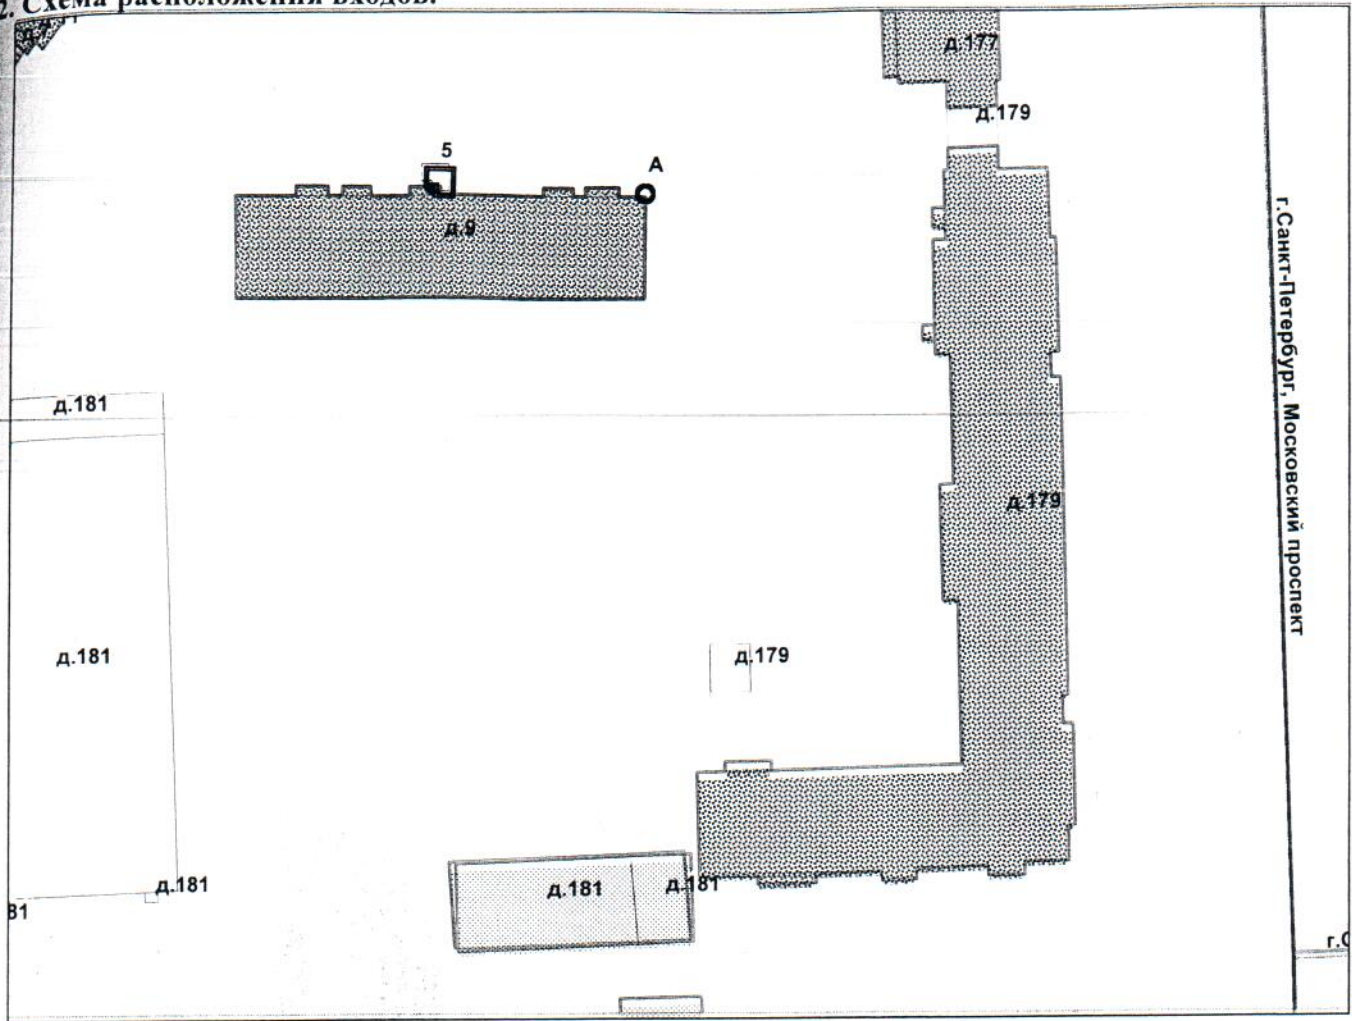 2. Схема расположения входов.
д.177
д.179
5
А
д.9
г.Санкт-Петербург, Московский проспект
д.181
д.179
д.181
д.179
д.181
д.181
д.181
81
г.С